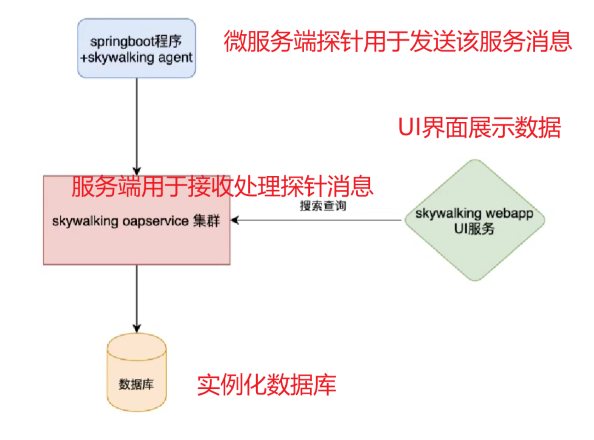 springboot程序
+skywalking agent
微服务端探针用于发送该服务消息
UI界面展示数据
服务端用于接收处理探针消息
skywalking oapservice 集群
搜索查询
skywalking webapp
UI服务
数据库
实例化数据库